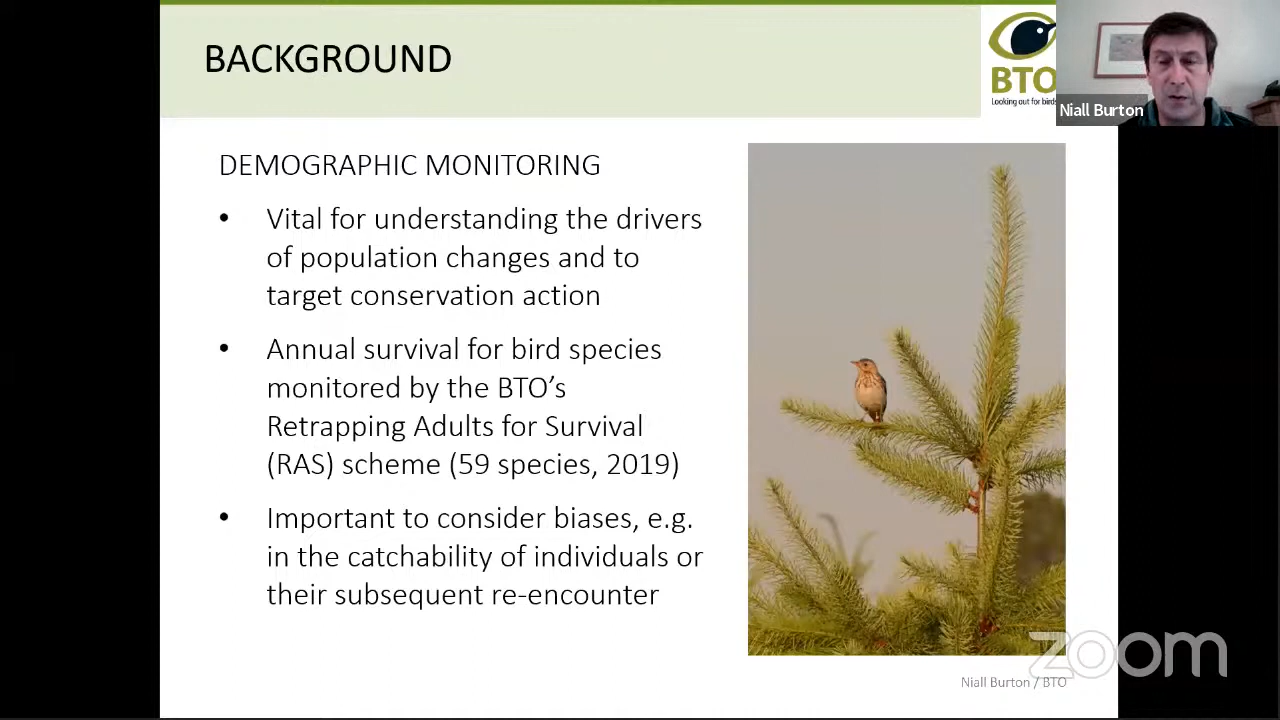 BACKGROUND
BTO
Looking out for birds
Niall Burton
DEMOGRAPHIC MONITORING
• Vital for understanding the drivers
of population changes and to
target conservation action
• Annual survival for bird species
monitored by the BTO’s
Retrapping Adults for Survival
(RAS) scheme (59 species, 2019)
• Important to consider biases, e.g.
in the catchability of individuals or
their subsequent re-encounter
zoom
Niall Burton / BTO